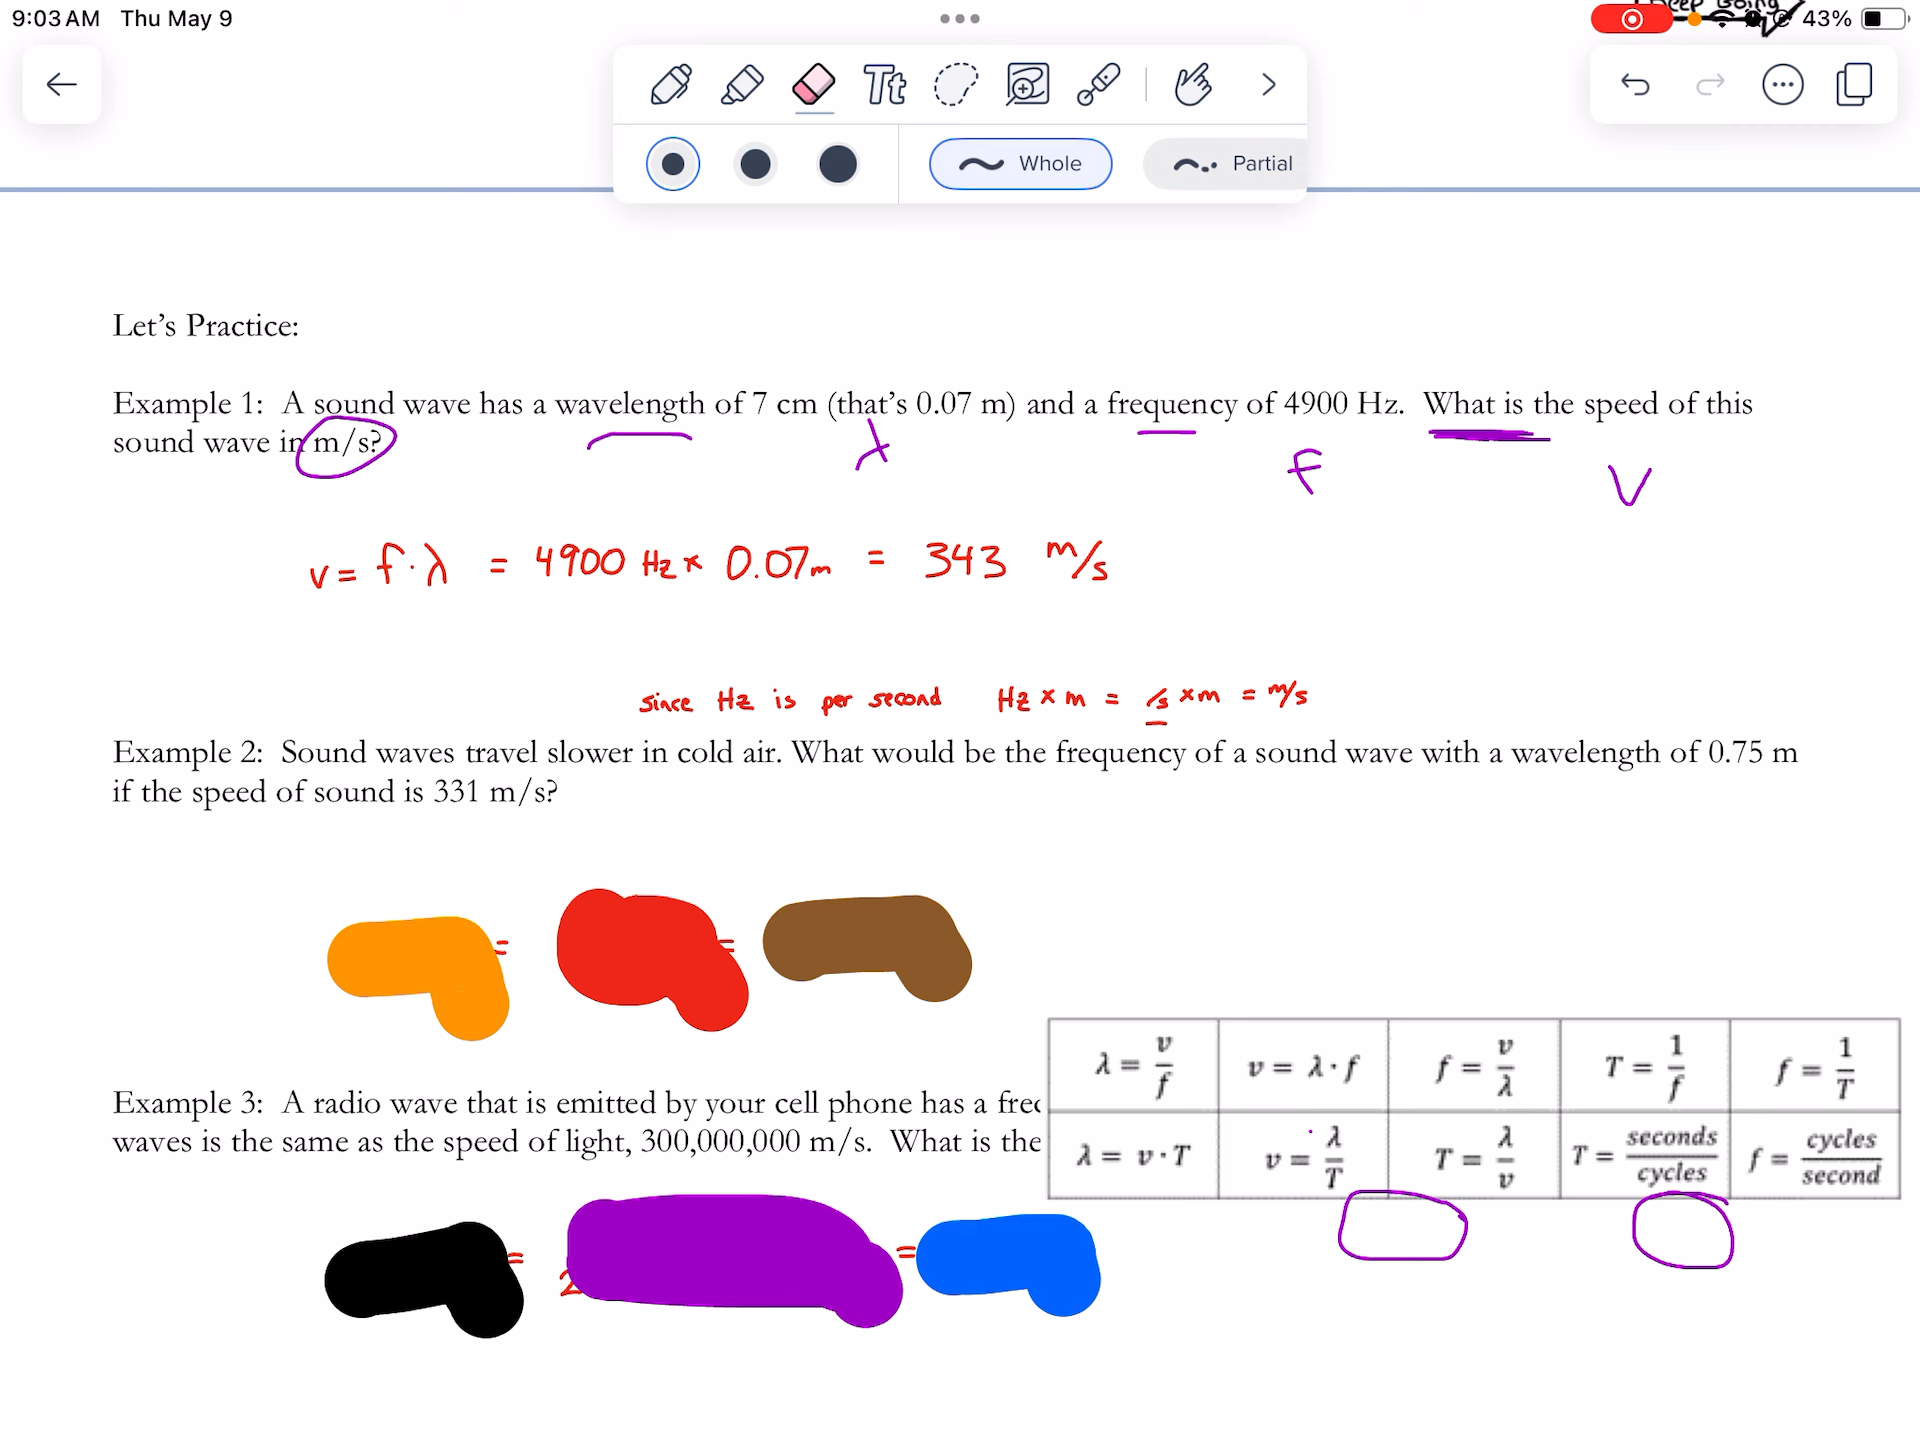 9:03 AM Thu May 9
43%
Tt
Whole
Partial
Let's Practice:
Example 1: A sound wave has a wavelength of 7 cm (that's 0.07 m) and a frequency of 4900 Hz. What is the speed of this
sound wave in m/s?
λ
f
V
v = f · λ = 4900 Hz × 0.07m = 343 m/s
since Hz is per second Hz × m = /s × m = m/s
Example 2: Sound waves travel slower in cold air. What would be the frequency of a sound wave with a wavelength of 0.75 m
if the speed of sound is 331 m/s?
= =
Example 3: A radio wave that is emitted by your cell phone has a
waves is the same as the speed of light, 300,000,000 m/s. What is the
= 2 =
λ = v/f v = λ · f f = v/λ T = 1/f f = 1/T
λ = v · T v = λ/T T = λ/v T = seconds/cycles f = cycles/second